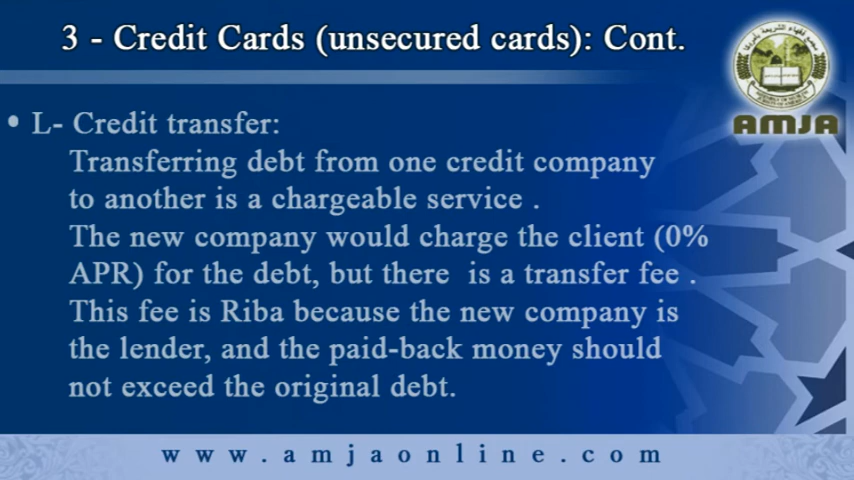 3 - Credit Cards (unsecured cards): Cont.
• L- Credit transfer:
Transferring debt from one credit company
to another is a chargeable service .
The new company would charge the client (0%
APR) for the debt, but there is a transfer fee .
This fee is Riba because the new company is
the lender, and the paid-back money should
not exceed the original debt.
AMJA
www.amjaonline.com